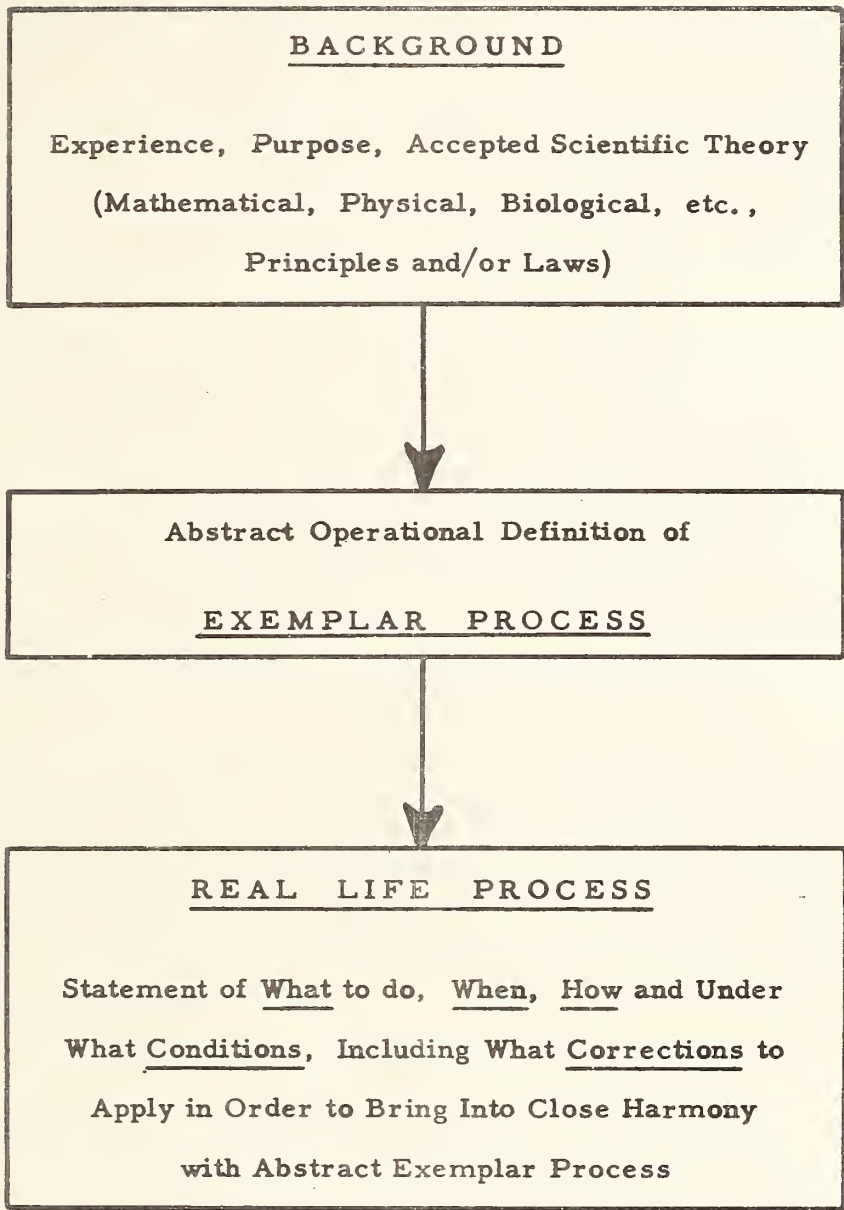 BACKGROUND
Experience, Purpose, Accepted Scientific Theory
(Mathematical, Physical, Biological, etc.,
Principles and/or Laws)
Abstract Operational Definition of
EXEMPLAR PROCESS
REAL LIFE PROCESS
Statement of What to do, When, How and Under
What Conditions, Including What Corrections to
Apply in Order to Bring Into Close Harmony
with Abstract Exemplar Process